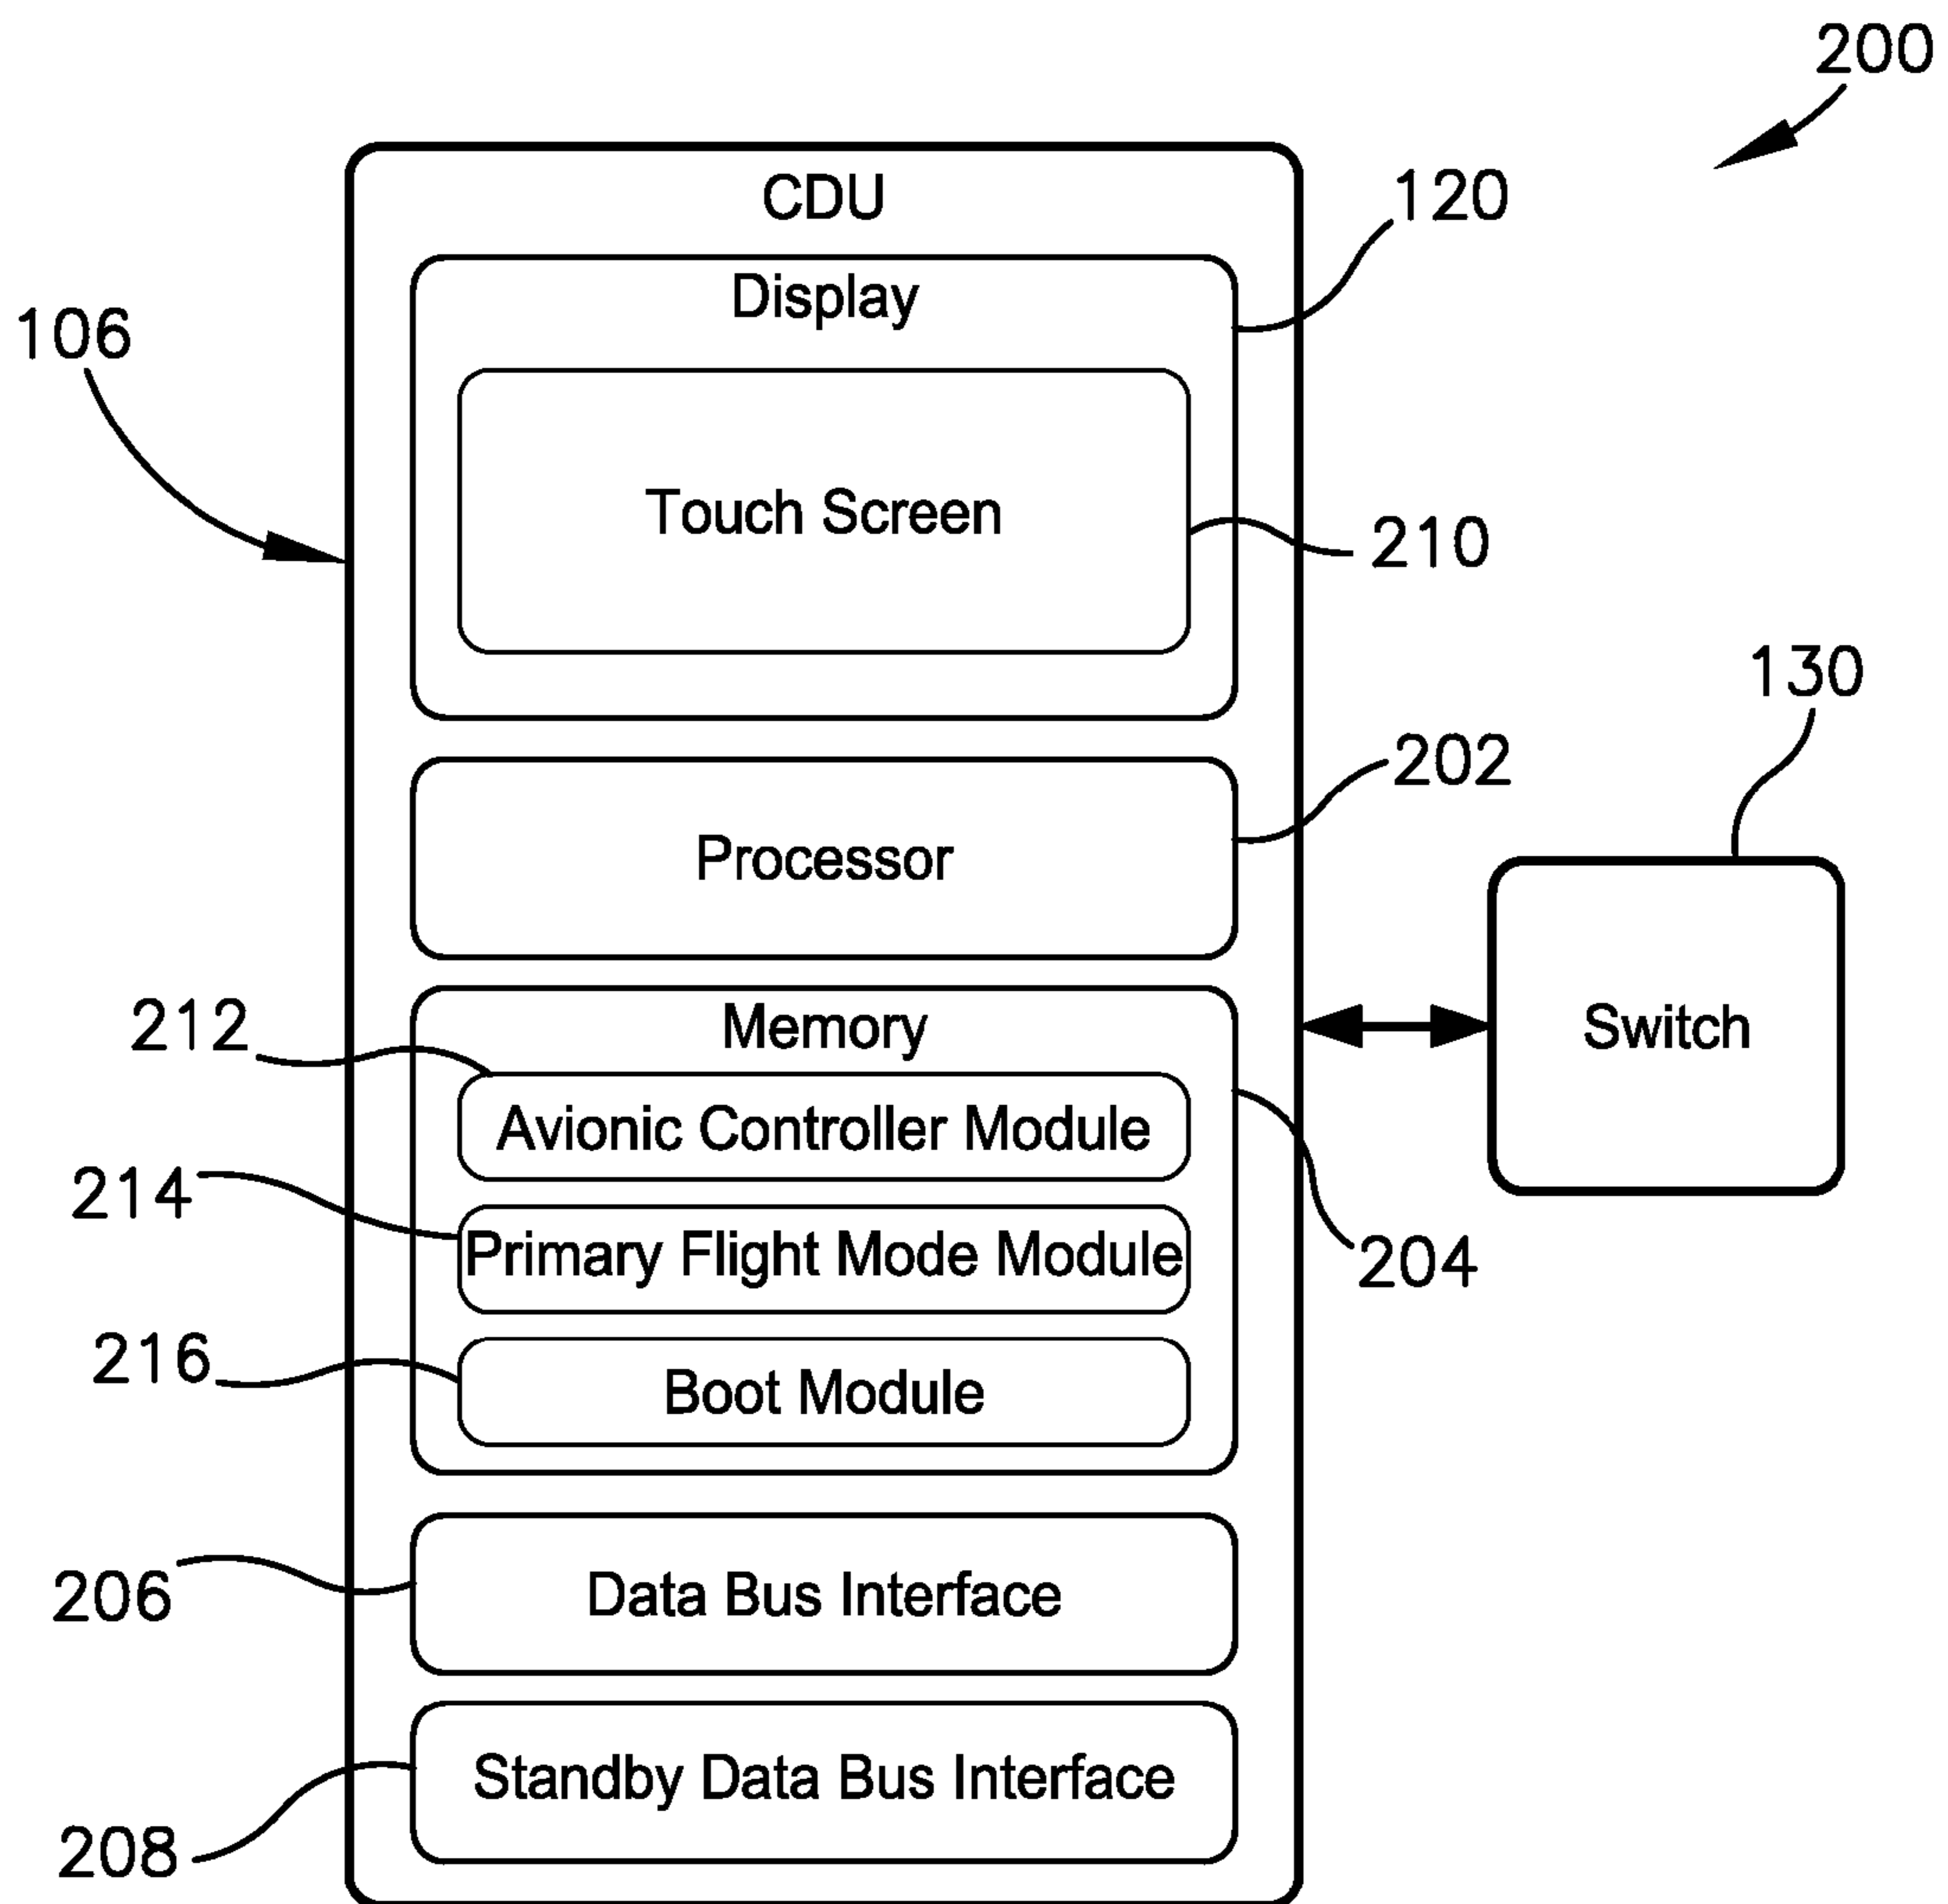 200
CDU
120
Display
106
Touch Screen
210
130
202
Processor
212
Memory
Switch
Avionic Controller Module
214
Primary Flight Mode Module
204
216
Boot Module
206
Data Bus Interface
Standby Data Bus Interface
208